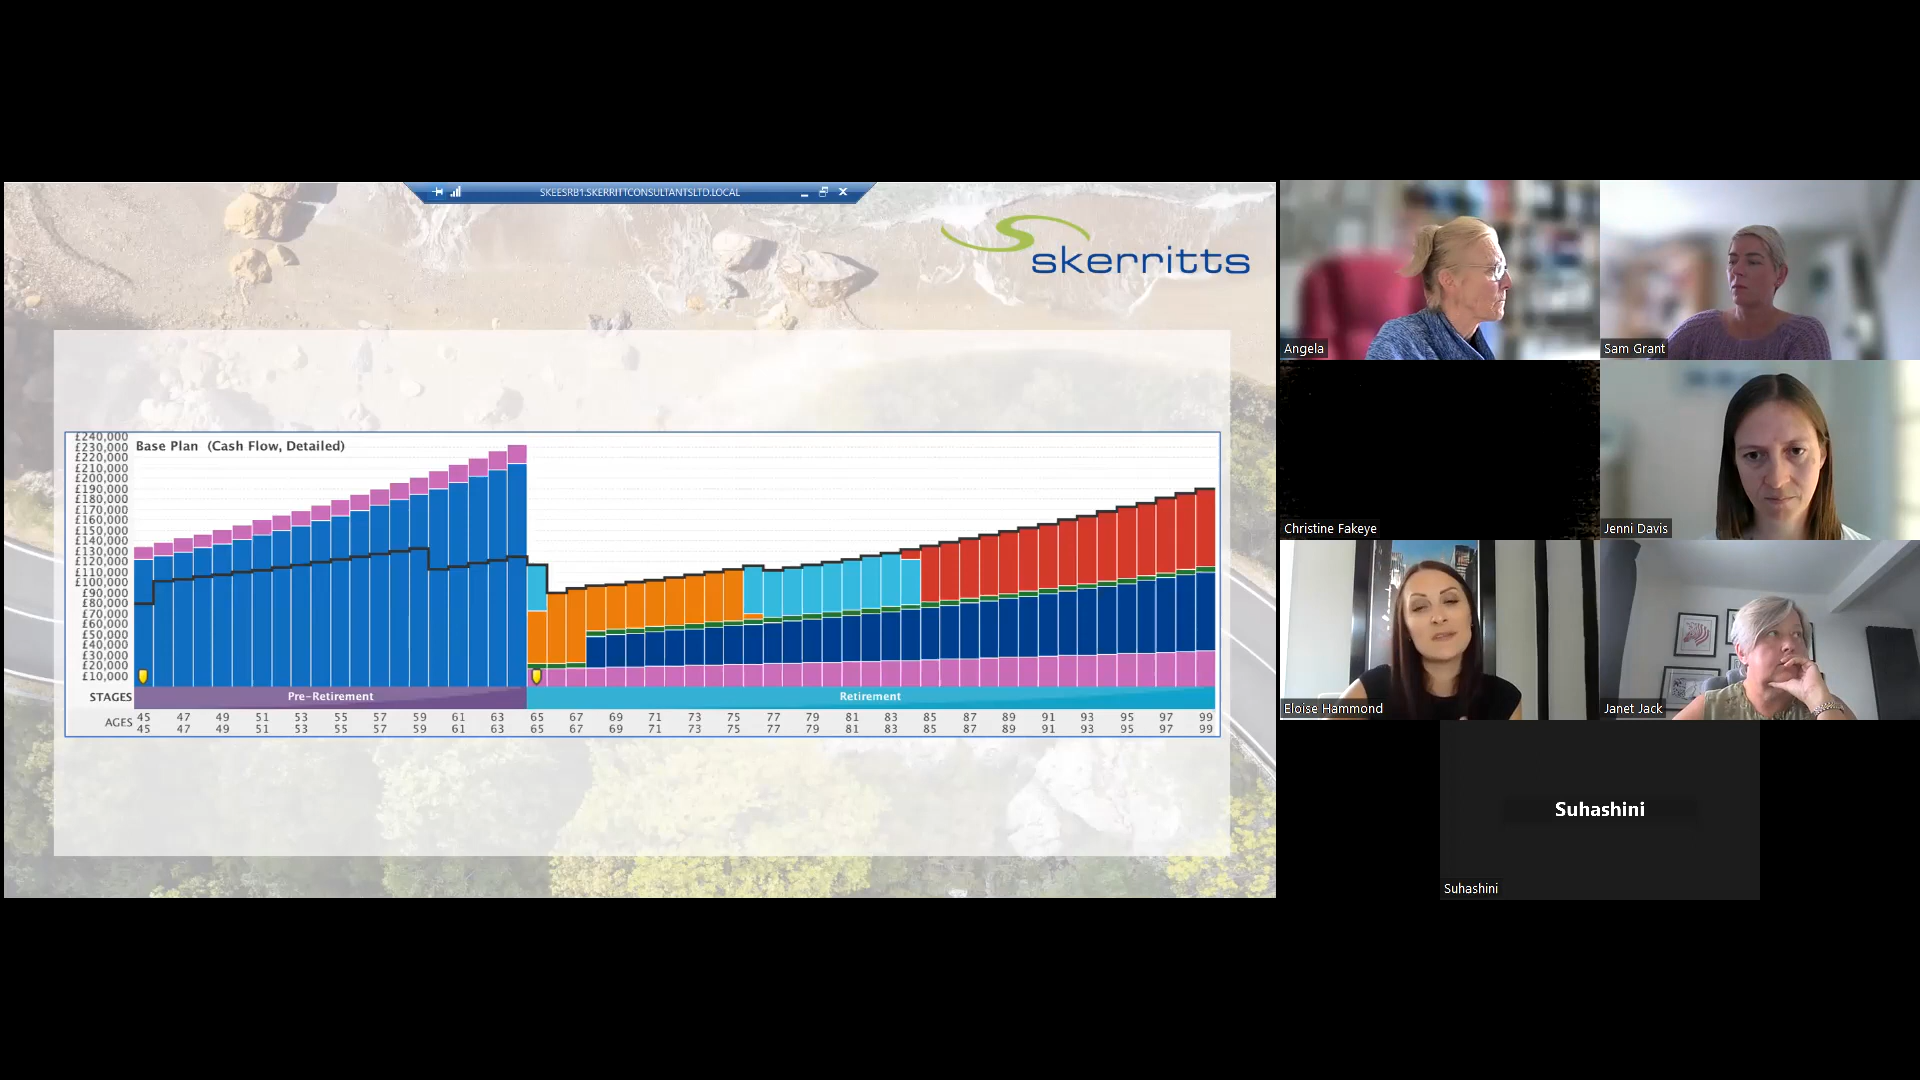 SKEESRB1.SKERRITTCONSULTANTSLTD.LOCAL
skerritts
Base Plan (Cash Flow, Detailed)
£240,000
£230,000
£220,000
£210,000
£200,000
£190,000
£180,000
£170,000
£160,000
£150,000
£140,000
£130,000
£120,000
£110,000
£100,000
£90,000
£80,000
£70,000
£60,000
£50,000
£40,000
£30,000
£20,000
£10,000
STAGES Pre-Retirement Retirement
AGES
45 47 49 51 53 55 57 59 61 63 65 67 69 71 73 75 77 79 81 83 85 87 89 91 93 95 97 99
45 47 49 51 53 55 57 59 61 63 65 67 69 71 73 75 77 79 81 83 85 87 89 91 93 95 97 99
Angela
Sam Grant
Christine Fakeye
Jenni Davis
Eloise Hammond
Janet Jack
Suhashini
Suhashini